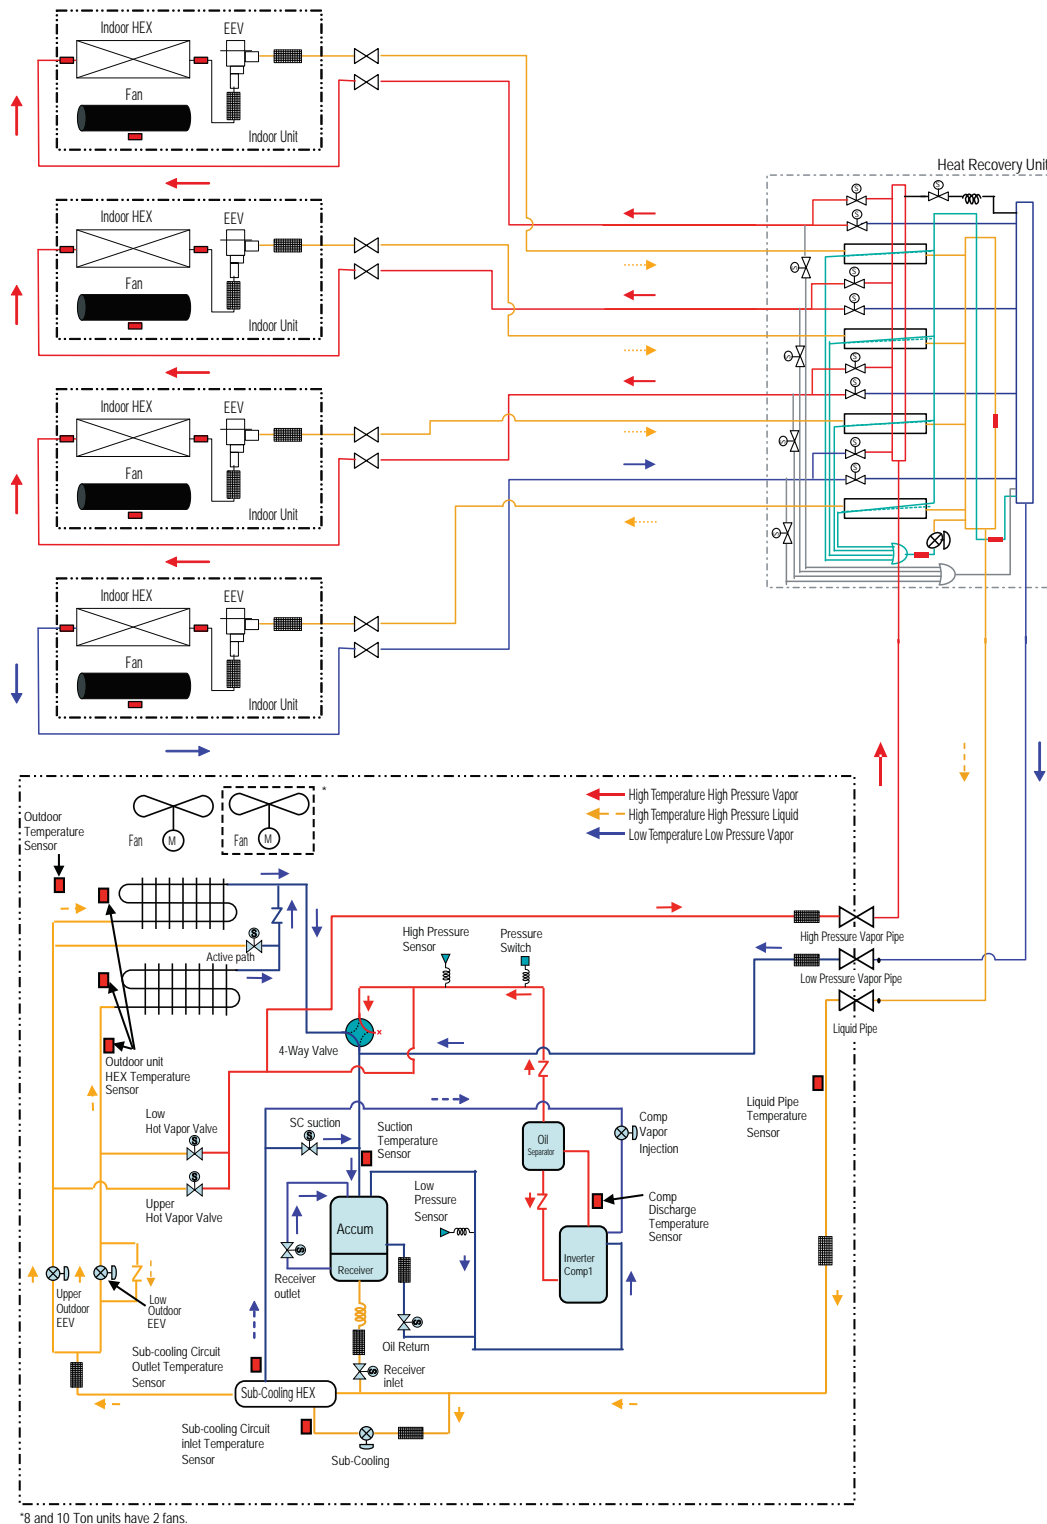 Indoor HEX
EEV
Fan
Indoor Unit
Heat Recovery Unit
S
S
Indoor HEX
EEV
Fan
Indoor Unit
S
S
S
Indoor HEX
EEV
Fan
Indoor Unit
S
S
S
S
S
S
Indoor HEX
EEV
Fan
Indoor Unit
S
*
High Temperature High Pressure Vapor
High Temperature High Pressure Liquid
Low Temperature Low Pressure Vapor
Outdoor
Temperature
Sensor
Fan
M
Fan
M
High Pressure
Sensor
Pressure
Switch
S
Active path
High Pressure Vapor Pipe
Low Pressure Vapor Pipe
Liquid Pipe
4-Way Valve
×
Outdoor unit
HEX Temperature
Sensor
Low
Hot Vapor Valve
S
Upper
Hot Vapor Valve
S
SC suction
S
Suction
Temperature
Sensor
Oil
Separator
Comp
Vapor
Injection
Liquid Pipe
Temperature
Sensor
Low
Pressure
Sensor
Comp
Discharge
Temperature
Sensor
Accum
Receiver
Inverter
Comp1
Receiver
outlet
S
Upper
Outdoor
EEV
Low
Outdoor
EEV
S
Oil Return
Sub-cooling Circuit
Outlet Temperature
Sensor
S
Receiver
inlet
Sub-Cooling HEX
Sub-cooling Circuit
inlet Temperature
Sensor
Sub-Cooling
*8 and 10 Ton units have 2 fans.